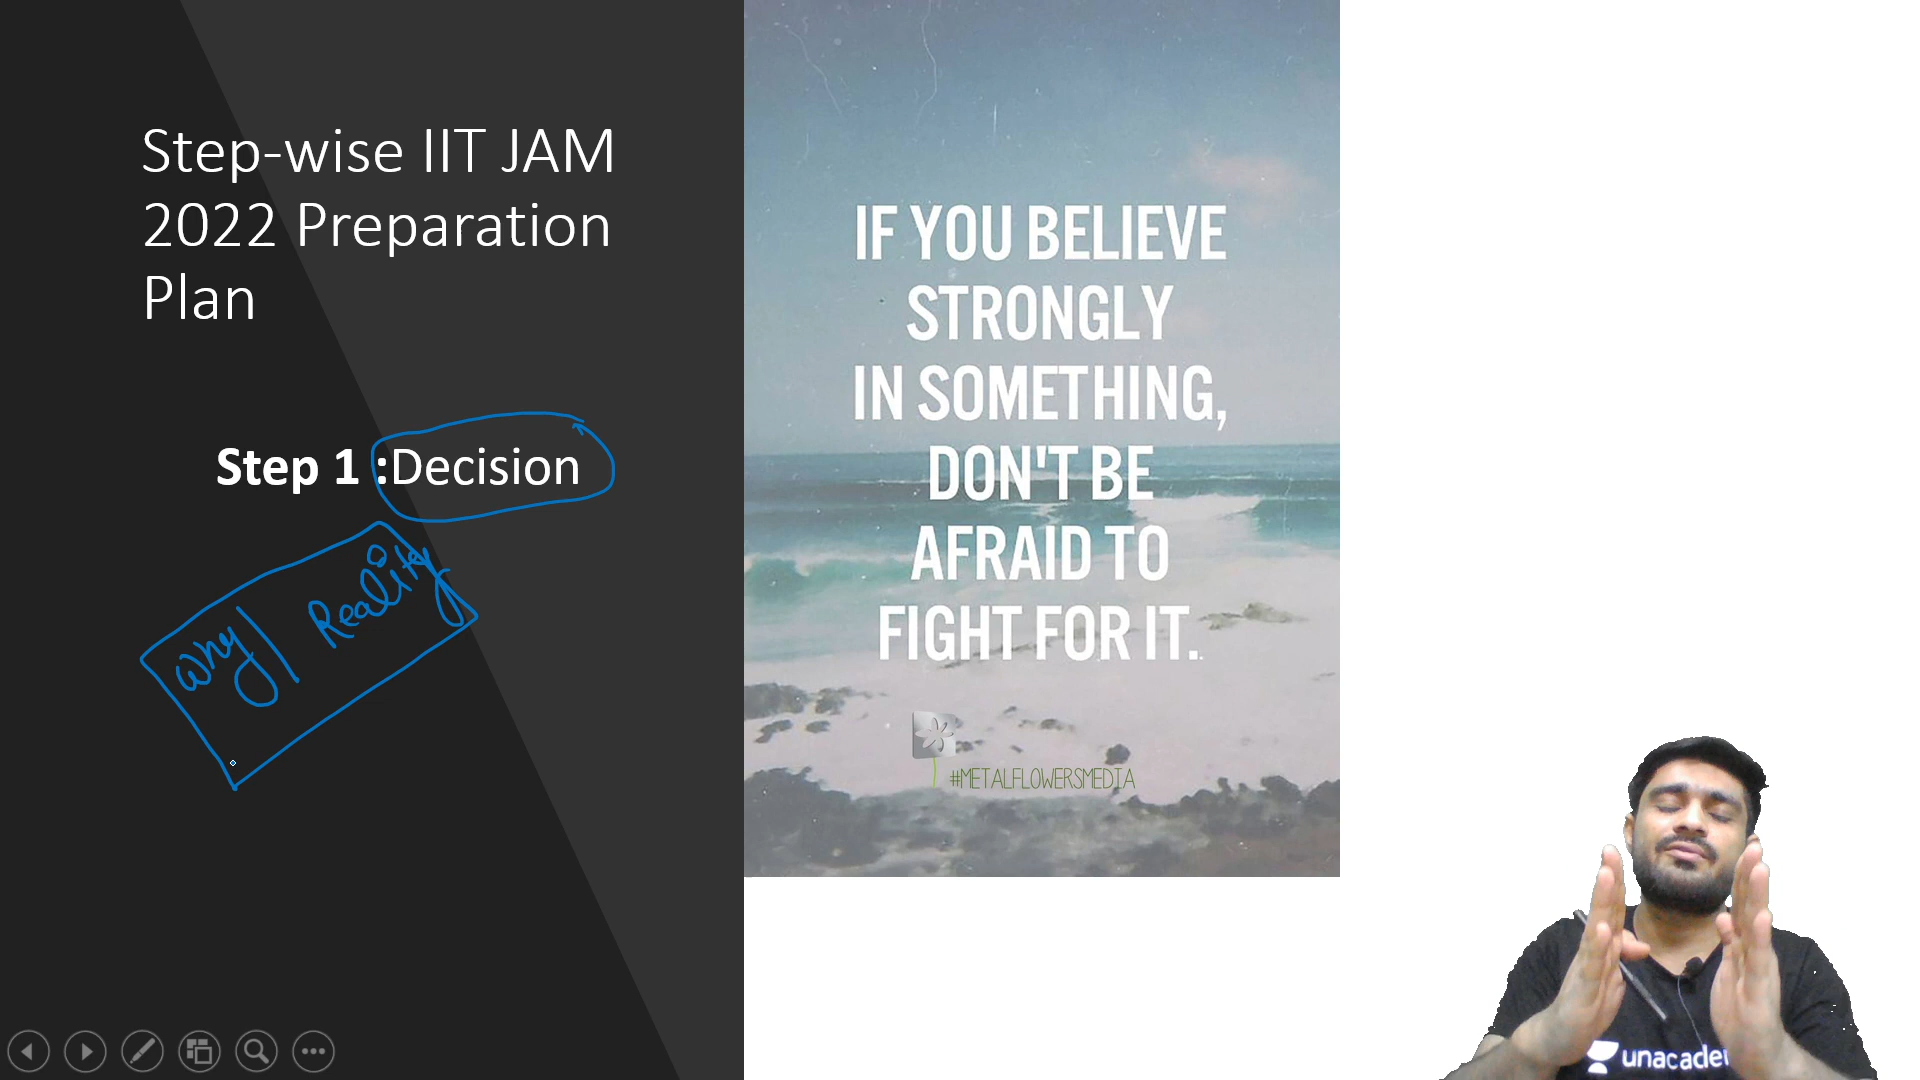 Step-wise IIT JAM
2022 Preparation
Plan
Step 1 :Decision
Why | Reality
IF YOU BELIEVE
STRONGLY
IN SOMETHING,
DON'T BE
AFRAID TO
FIGHT FOR IT.
#METALFLOWERSMEDIA
unacade